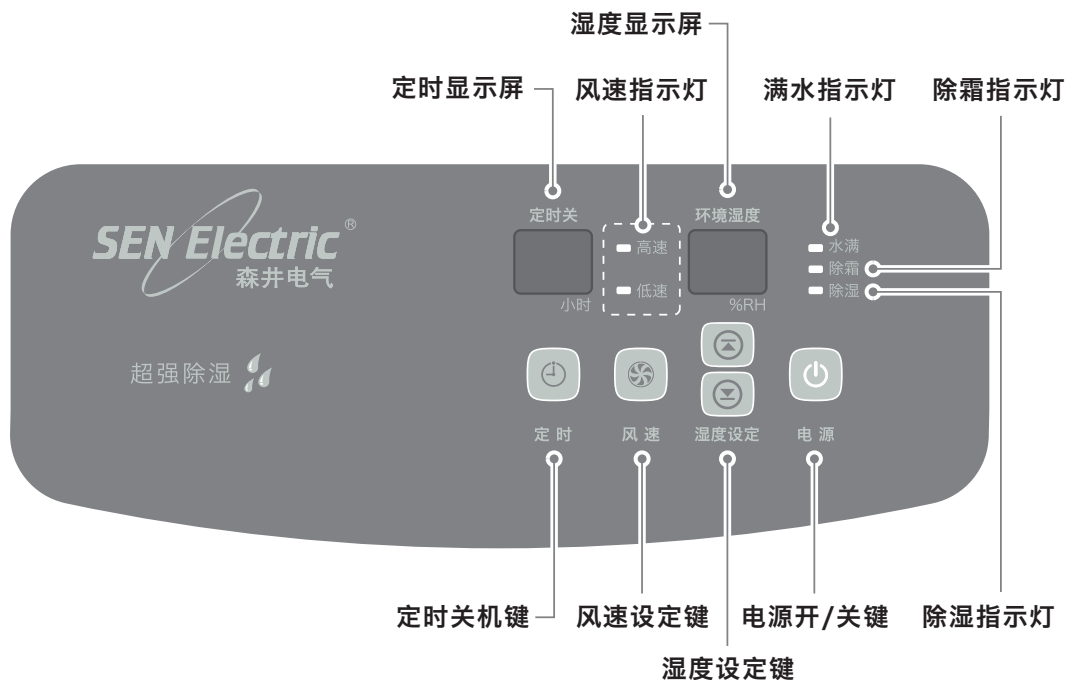 湿度显示屏
定时显示屏
风速指示灯
满水指示灯
除霜指示灯
定时关
环境湿度
SEN Electric®
森井电气
高速
低速
水满
除霜
除湿
小时
%RH
超强除湿
定时
风速
湿度设定
电源
定时关机键
风速设定键
电源开/关键
除湿指示灯
湿度设定键